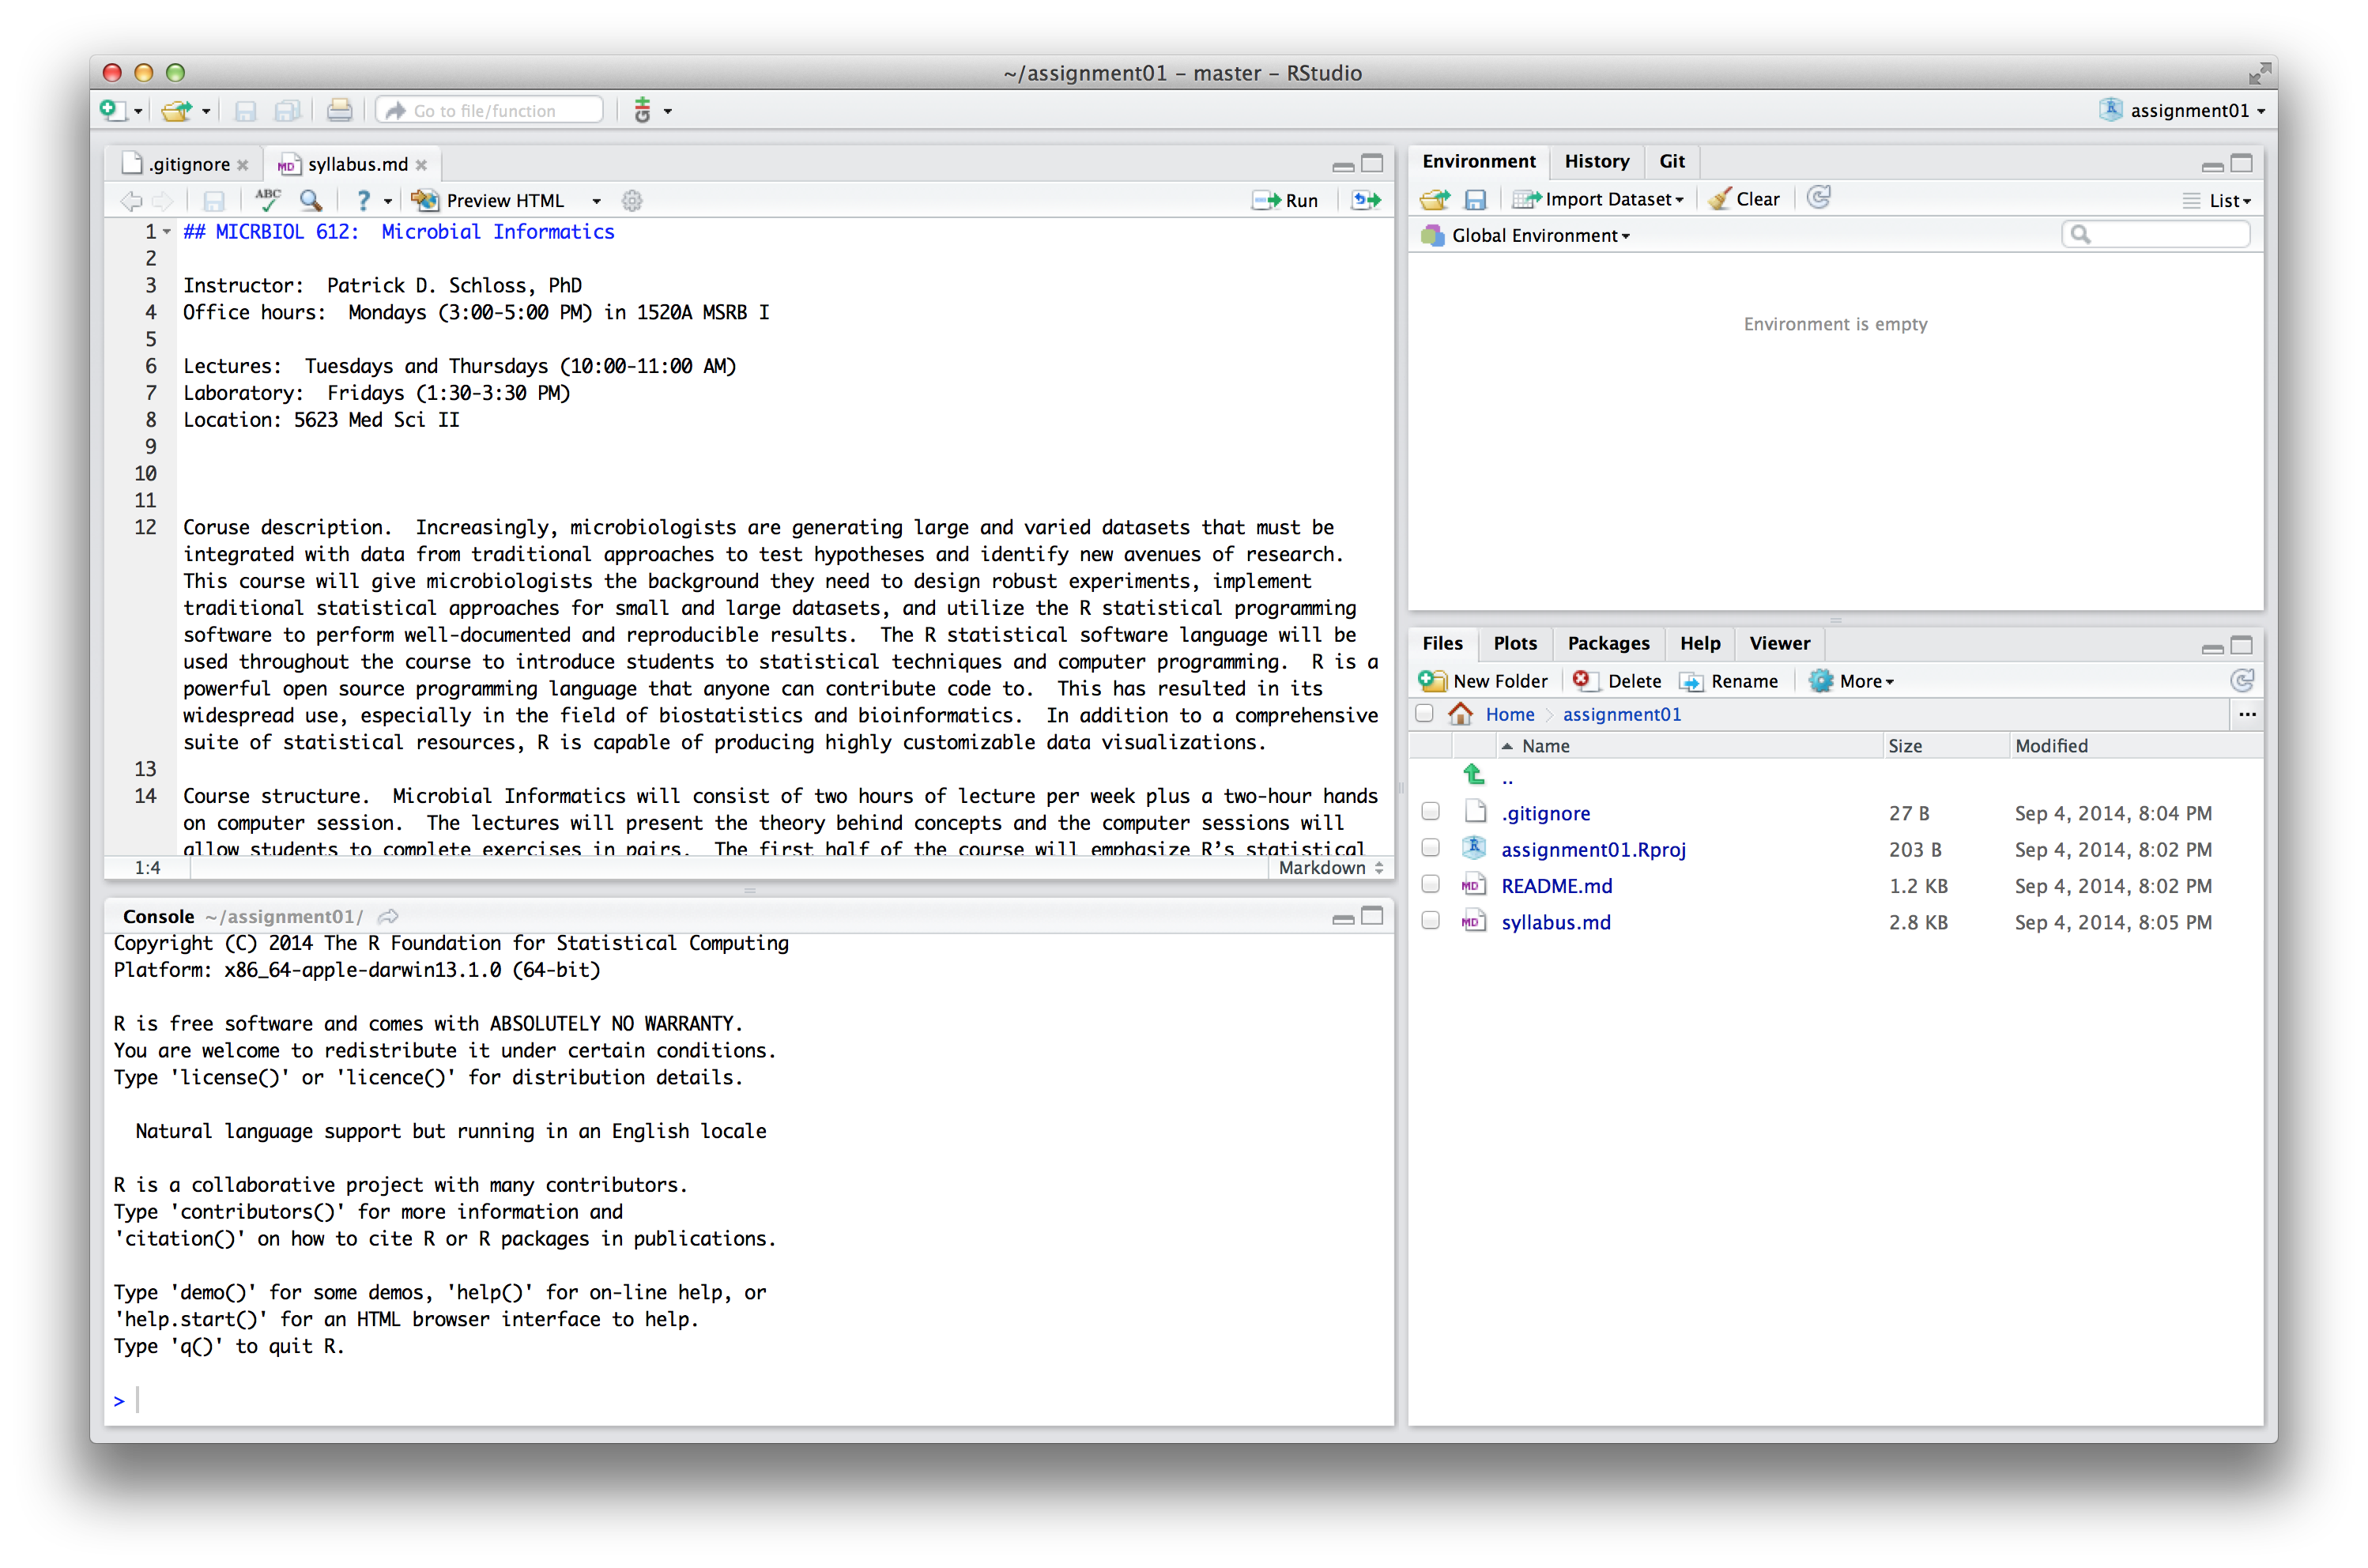 ~/assignment01 – master – RStudio
Go to file/function
assignment01
.gitignore
syllabus.md
ABC
Preview HTML
Run
1 ## MICRBIOL 612:  Microbial Informatics
2
3 Instructor:  Patrick D. Schloss, PhD
4 Office hours:  Mondays (3:00-5:00 PM) in 1520A MSRB I
5
6 Lectures:  Tuesdays and Thursdays (10:00-11:00 AM)
7 Laboratory:  Fridays (1:30-3:30 PM)
8 Location: 5623 Med Sci II
9
10
11
12 Coruse description.  Increasingly, microbiologists are generating large and varied datasets that must be
integrated with data from traditional approaches to test hypotheses and identify new avenues of research.
This course will give microbiologists the background they need to design robust experiments, implement
traditional statistical approaches for small and large datasets, and utilize the R statistical programming
software to perform well-documented and reproducible results.  The R statistical software language will be
used throughout the course to introduce students to statistical techniques and computer programming.  R is a
powerful open source programming language that anyone can contribute code to.  This has resulted in its
widespread use, especially in the field of biostatistics and bioinformatics.  In addition to a comprehensive
suite of statistical resources, R is capable of producing highly customizable data visualizations.
13
14 Course structure.  Microbial Informatics will consist of two hours of lecture per week plus a two-hour hands
on computer session.  The lectures will present the theory behind concepts and the computer sessions will
allow students to complete exercises in pairs.  The first half of the course will emphasize R's statistical
1:4
Markdown
Console ~/assignment01/
Copyright (C) 2014 The R Foundation for Statistical Computing
Platform: x86_64-apple-darwin13.1.0 (64-bit)
R is free software and comes with ABSOLUTELY NO WARRANTY.
You are welcome to redistribute it under certain conditions.
Type 'license()' or 'licence()' for distribution details.
Natural language support but running in an English locale
R is a collaborative project with many contributors.
Type 'contributors()' for more information and
'citation()' on how to cite R or R packages in publications.
Type 'demo()' for some demos, 'help()' for on-line help, or
'help.start()' for an HTML browser interface to help.
Type 'q()' to quit R.
>
Environment History Git
Import Dataset Clear List
Global Environment
Environment is empty
Files Plots Packages Help Viewer
New Folder Delete Rename More
Home assignment01 ...
Name Size Modified
..
.gitignore 27 B Sep 4, 2014, 8:04 PM
assignment01.Rproj 203 B Sep 4, 2014, 8:02 PM
MD README.md 1.2 KB Sep 4, 2014, 8:02 PM
MD syllabus.md 2.8 KB Sep 4, 2014, 8:05 PM